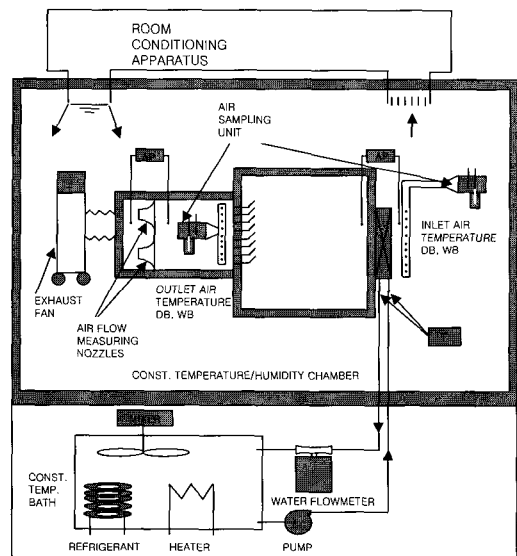 ROOM
CONDITIONING
APPARATUS
AIR
SAMPLING
UNIT
INLET AIR
TEMPERATURE
DB, WB
OUTLET AIR
TEMPERATURE
DB, WB
EXHAUST
FAN
AIR FLOW
MEASURING
NOZZLES
CONST. TEMPERATURE/HUMIDITY CHAMBER
CONST.
TEMP.
BATH
WATER FLOWMETER
REFRIGERANT
HEATER
PUMP